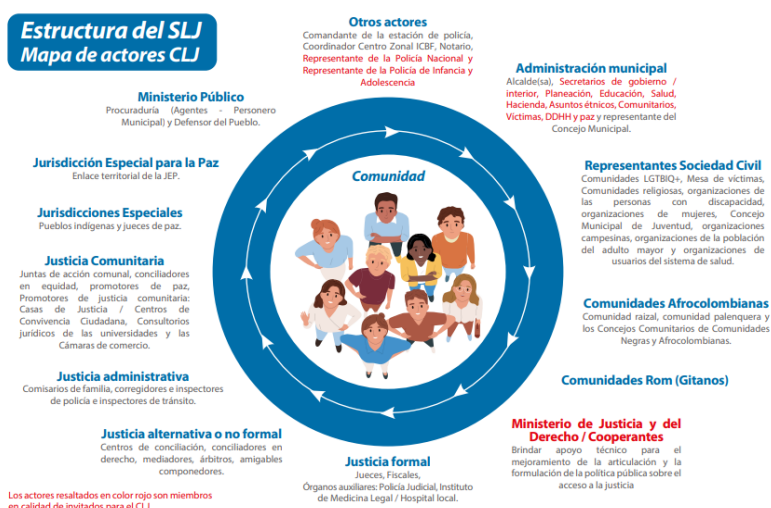 Estructura del SLJ
Mapa de actores CLJ
Otros actores
Comandante de la estación de policía,
Coordinador Centro Zonal ICBF, Notario,
Representante de la Policía Nacional y
Representante de la Policía de Infancia y
Adolescencia
Administración municipal
Alcalde(sa), Secretarios de gobierno /
interior, Planeación, Educación, Salud,
Hacienda, Asuntos étnicos, Comunitarios,
Víctimas, DDHH y paz y representante del
Concejo Municipal.
Representantes Sociedad Civil
Comunidades LGTBIQ+, Mesa de víctimas,
Comunidades religiosas, organizaciones de
las personas con discapacidad,
organizaciones de mujeres, Concejo
Municipal de Juventud, organizaciones
campesinas, organizaciones de la población
del adulto mayor y organizaciones de
usuarios del sistema de salud.
Comunidades Afrocolombianas
Comunidad raizal, comunidad palenquera y
los Concejos Comunitarios de Comunidades
Negras y Afrocolombianas.
Comunidades Rom (Gitanos)
Ministerio de Justicia y del
Derecho / Cooperantes
Brindar apoyo técnico para el
mejoramiento de la articulación y la
formulación de la política pública sobre el
acceso a la justicia
Justicia formal
Jueces, Fiscales,
Órganos auxiliares: Policía Judicial, Instituto
de Medicina Legal / Hospital local.
Justicia alternativa o no formal
Centros de conciliación, conciliadores en
derecho, mediadores, árbitros, amigables
componedores.
Justicia administrativa
Comisarios de familia, corregidores e inspectores
de policía e inspectores de tránsito.
Justicia Comunitaria
Juntas de acción comunal, conciliadores
en equidad, promotores de paz,
Promotores de justicia comunitaria:
Casas de Justicia / Centros de
Convivencia Ciudadana, Consultorios
jurídicos de las universidades y las
Cámaras de comercio.
Jurisdicciones Especiales
Pueblos indígenas y jueces de paz.
Jurisdicción Especial para la Paz
Enlace territorial de la JEP.
Ministerio Público
Procuraduría (Agentes - Personero
Municipal) y Defensor del Pueblo.
Comunidad
Los actores resaltados en color rojo son miembros
en calidad de invitados para el CLJ